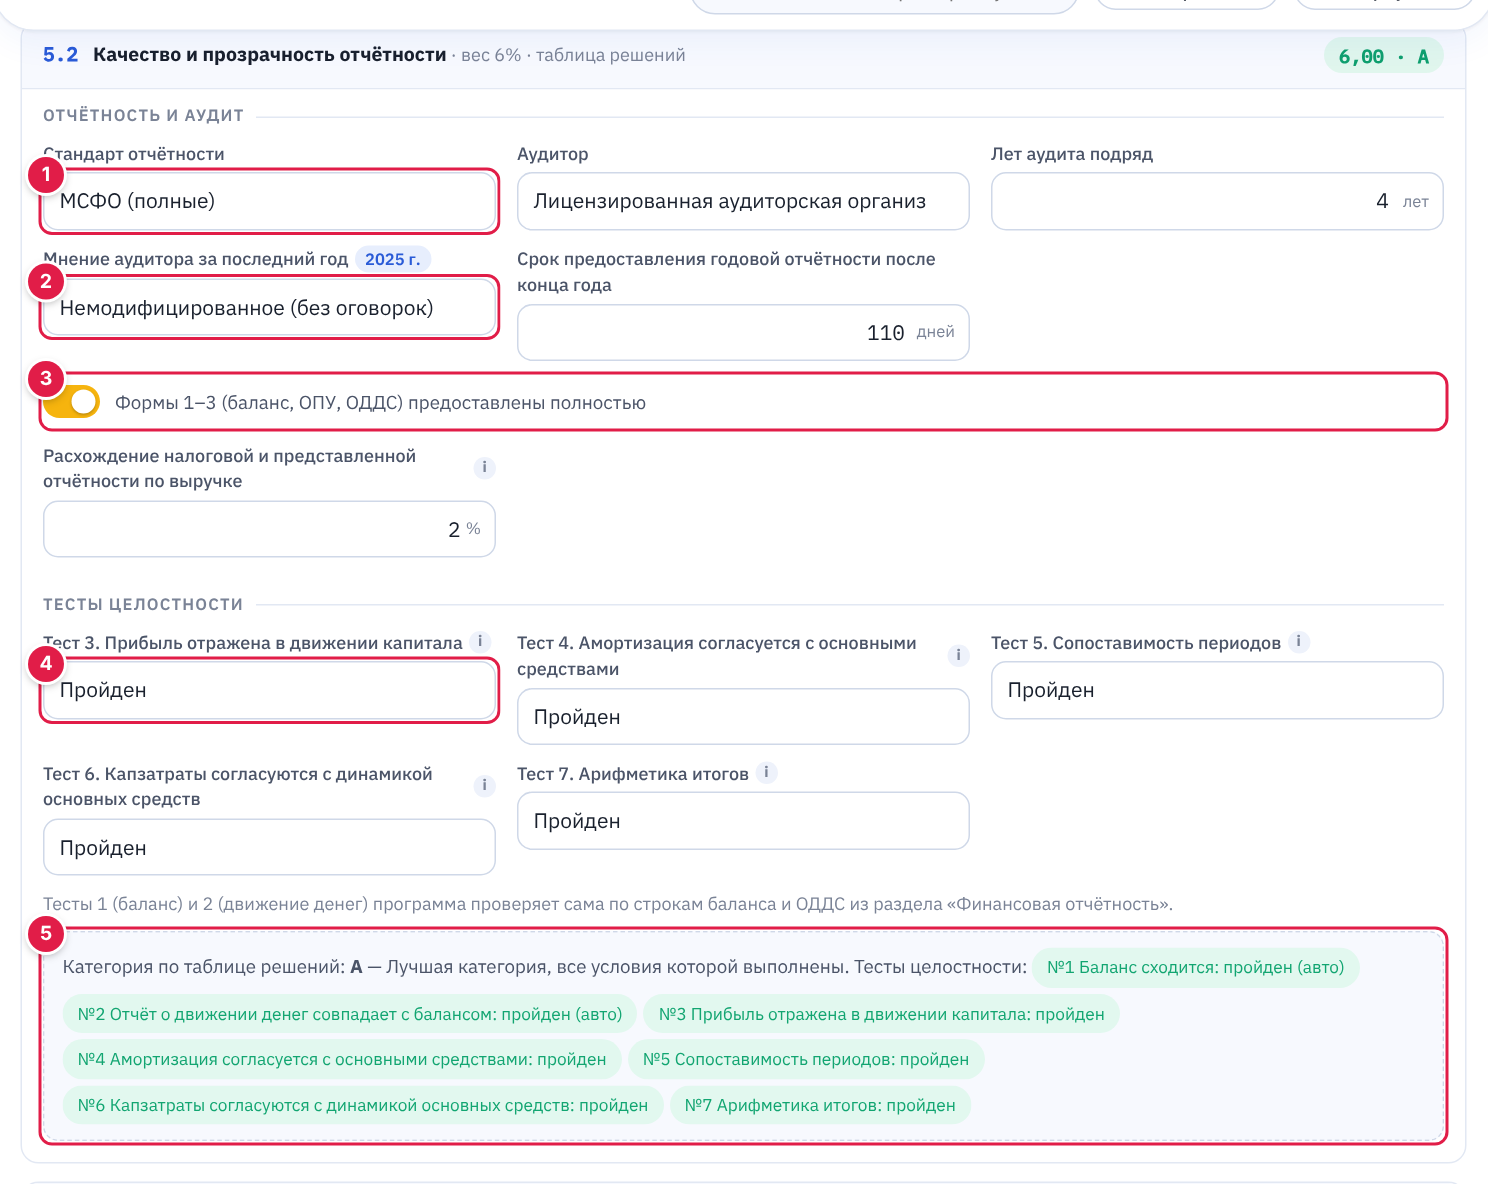 5.2 Качество и прозрачность отчётности · вес 6% · таблица решений
6,00 · A
ОТЧЁТНОСТЬ И АУДИТ
Стандарт отчётности
Аудитор
Лет аудита подряд
1
МСФО (полные)
Лицензированная аудиторская организ
4 лет
Мнение аудитора за последний год 2025 г.
Срок предоставления годовой отчётности после
конца года
2
Немодифицированное (без оговорок)
110 дней
3
Формы 1–3 (баланс, ОПУ, ОДДС) предоставлены полностью
Расхождение налоговой и представленной
отчётности по выручке
i
2 %
ТЕСТЫ ЦЕЛОСТНОСТИ
Тест 3. Прибыль отражена в движении капитала i
Тест 4. Амортизация согласуется с основными
средствами
i
Тест 5. Сопоставимость периодов i
4
Пройден
Пройден
Пройден
Тест 6. Капзатраты согласуются с динамикой
основных средств
i
Тест 7. Арифметика итогов i
Пройден
Пройден
Тесты 1 (баланс) и 2 (движение денег) программа проверяет сама по строкам баланса и ОДДС из раздела «Финансовая отчётность».
5
Категория по таблице решений: A — Лучшая категория, все условия которой выполнены. Тесты целостности: №1 Баланс сходится: пройден (авто)
№2 Отчёт о движении денег совпадает с балансом: пройден (авто) №3 Прибыль отражена в движении капитала: пройден
№4 Амортизация согласуется с основными средствами: пройден №5 Сопоставимость периодов: пройден
№6 Капзатраты согласуются с динамикой основных средств: пройден №7 Арифметика итогов: пройден